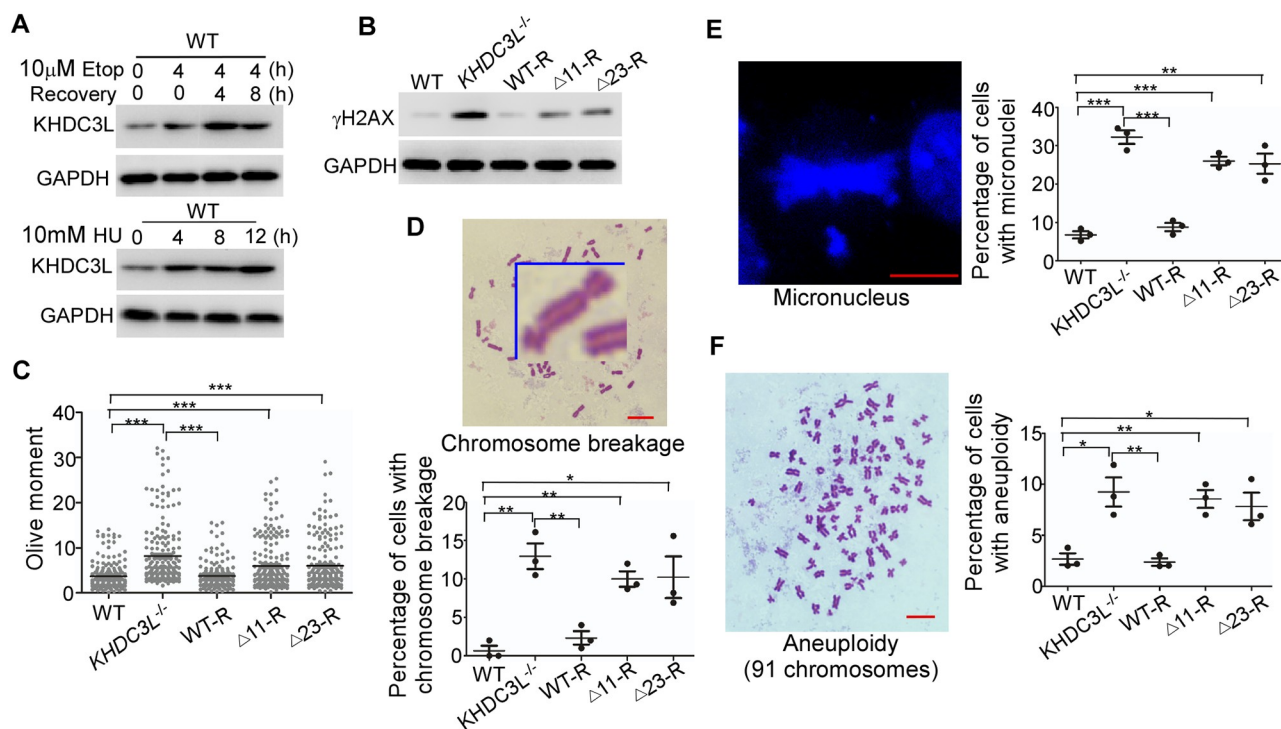 A
WT
10μM Etop 0 4 4 4 (h)
Recovery 0 0 4 8 (h)
KHDC3L
GAPDH
WT
10mM HU 0 4 8 12 (h)
KHDC3L
GAPDH
B
WT KHDC3L-/- WT-R △11-R △23-R
γH2AX
GAPDH
C
Olive moment
40
30
20
10
0
***
***
*** ***
WT KHDC3L-/- WT-R △11-R △23-R
D
Chromosome breakage
Percentage of cells with
chromosome breakage
20
15
10
5
0
*
**
** **
WT KHDC3L-/- WT-R △11-R △23-R
E
Micronucleus
Percentage of cells
with micronuclei
40
30
20
10
0
**
***
*** ***
WT KHDC3L-/- WT-R △11-R △23-R
F
Aneuploidy
(91 chromosomes)
Percentage of cells
with aneuploidy
15
10
5
0
*
**
* **
WT KHDC3L-/- WT-R △11-R △23-R